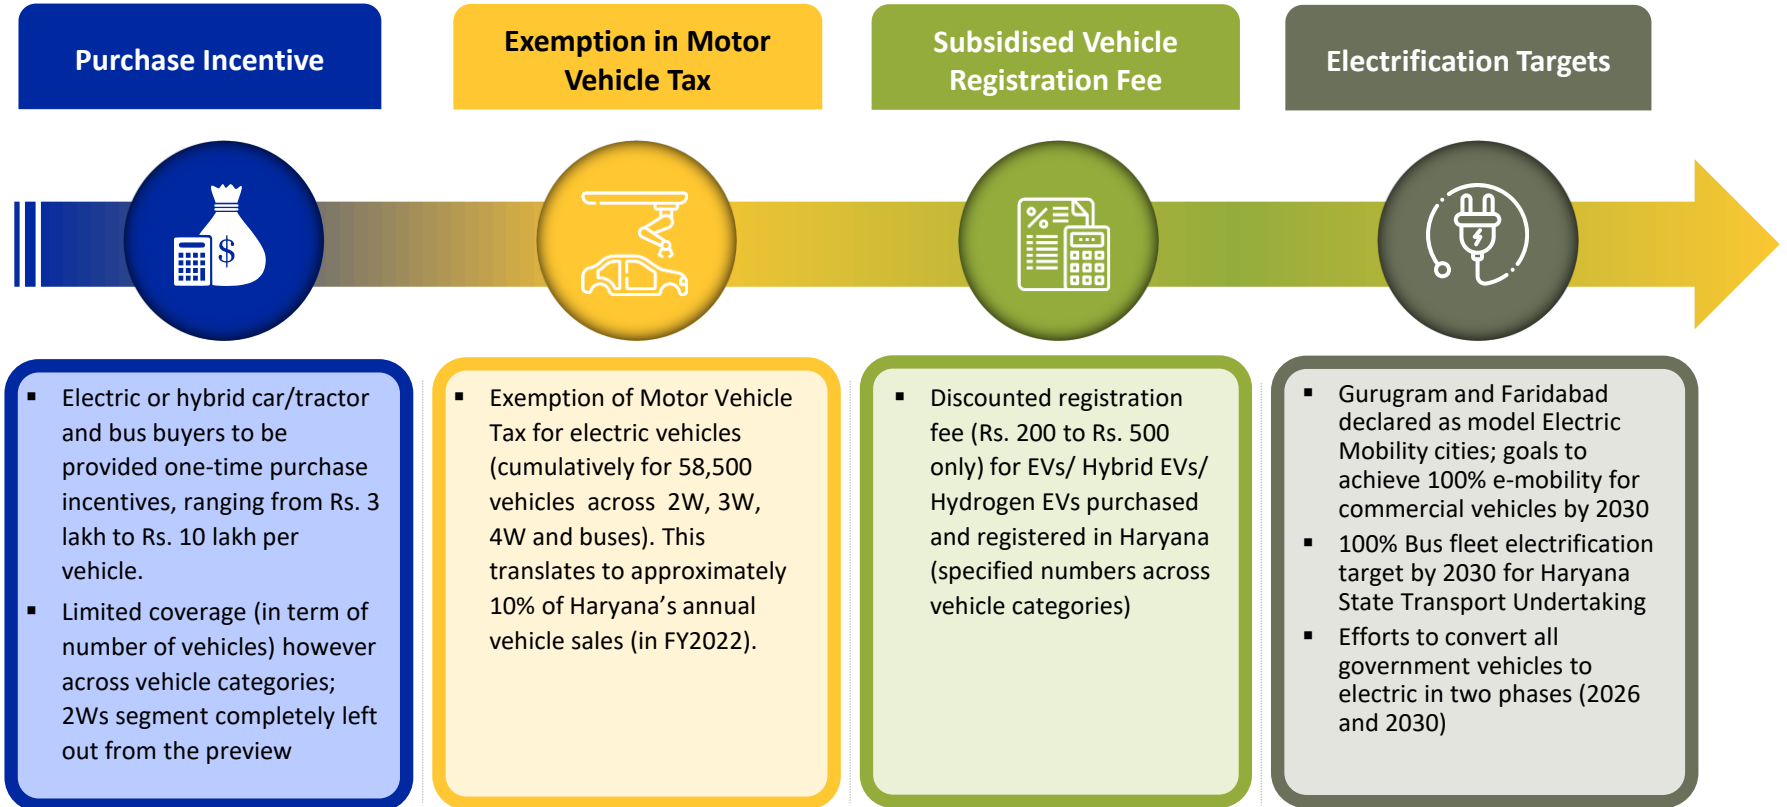 Purchase Incentive
Exemption in Motor
Vehicle Tax
Subsidised Vehicle
Registration Fee
Electrification Targets
$
%
▪ Electric or hybrid car/tractor
and bus buyers to be
provided one-time purchase
incentives, ranging from Rs. 3
lakh to Rs. 10 lakh per
vehicle.
▪ Limited coverage (in term of
number of vehicles) however
across vehicle categories;
2Ws segment completely left
out from the preview
▪ Exemption of Motor Vehicle
Tax for electric vehicles
(cumulatively for 58,500
vehicles across 2W, 3W,
4W and buses). This
translates to approximately
10% of Haryana’s annual
vehicle sales (in FY2022).
▪ Discounted registration
fee (Rs. 200 to Rs. 500
only) for EVs/ Hybrid EVs/
Hydrogen EVs purchased
and registered in Haryana
(specified numbers across
vehicle categories)
▪ Gurugram and Faridabad
declared as model Electric
Mobility cities; goals to
achieve 100% e-mobility for
commercial vehicles by 2030
▪ 100% Bus fleet electrification
target by 2030 for Haryana
State Transport Undertaking
▪ Efforts to convert all
government vehicles to
electric in two phases (2026
and 2030)